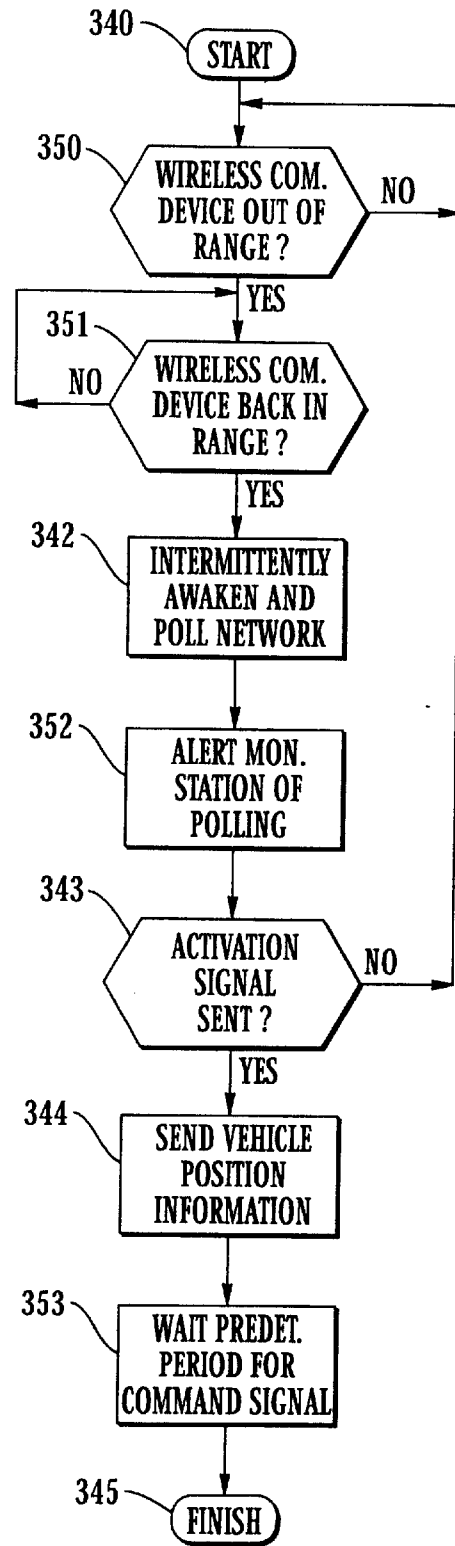 340
START
350
WIRELESS COM.
DEVICE OUT OF
RANGE ?
NO
YES
351
WIRELESS COM.
DEVICE BACK IN
RANGE ?
NO
YES
342
INTERMITTENTLY
AWAKEN AND
POLL NETWORK
352
ALERT MON.
STATION OF
POLLING
343
ACTIVATION
SIGNAL
SENT ?
NO
YES
344
SEND VEHICLE
POSITION
INFORMATION
353
WAIT PREDET.
PERIOD FOR
COMMAND SIGNAL
345
FINISH